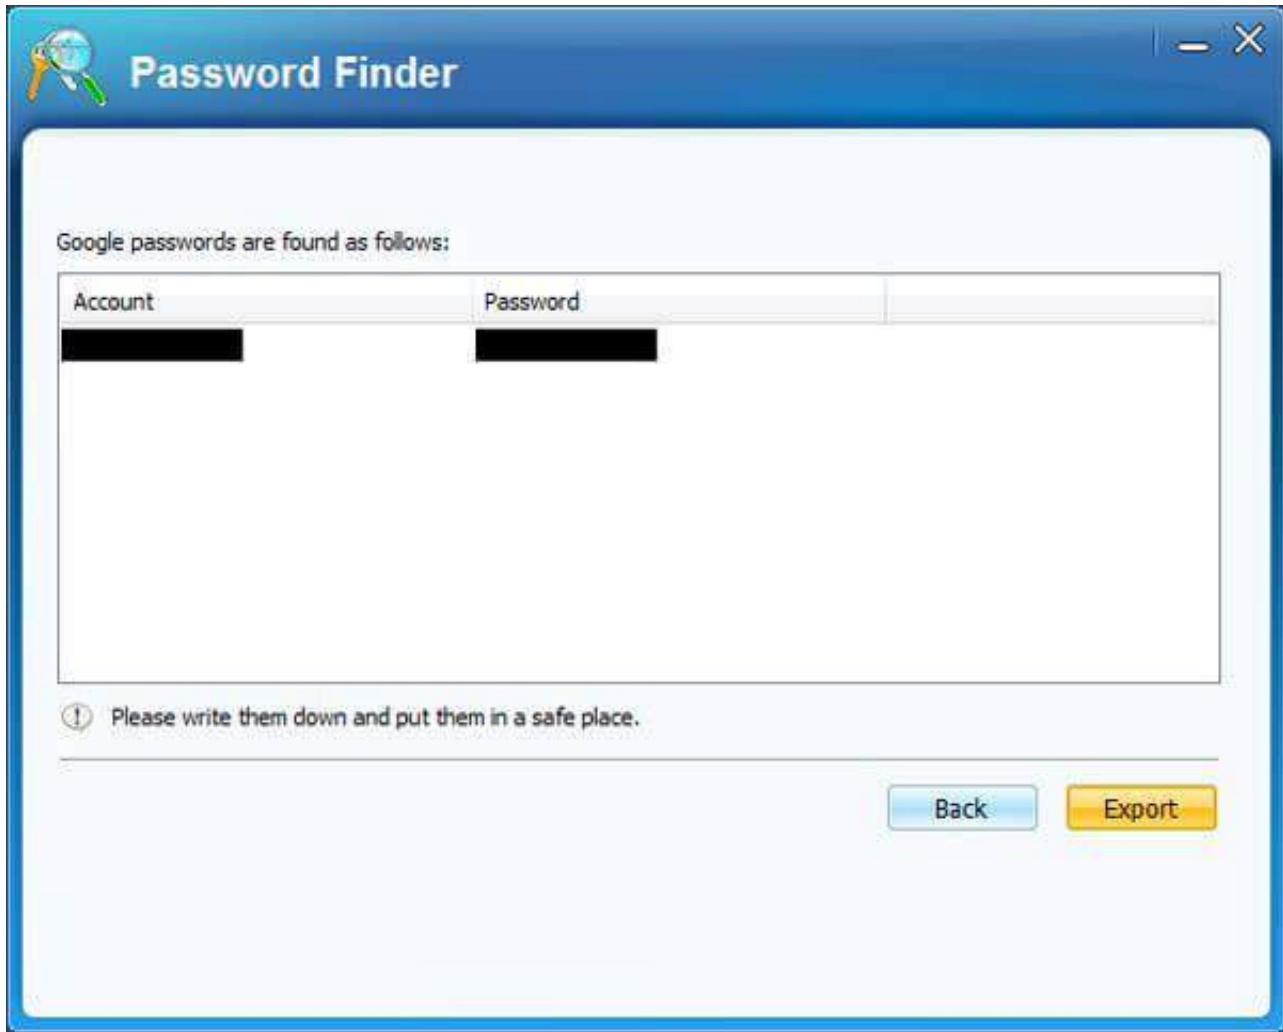 Password Finder
Google passwords are found as follows:
Account Password
Please write them down and put them in a safe place.
Back Export